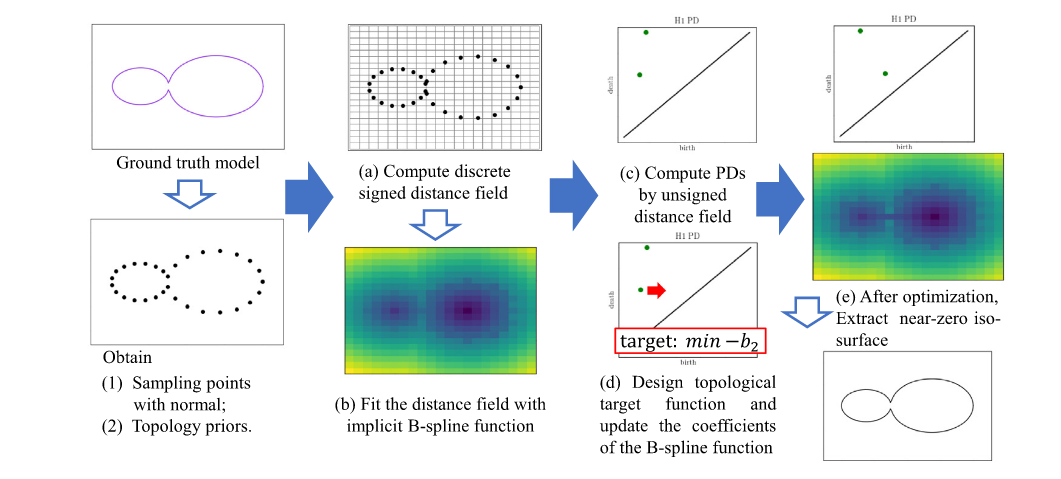 Ground truth model
Obtain
(1) Sampling points
with normal;
(2) Topology priors.
(a) Compute discrete
signed distance field
(b) Fit the distance field with
implicit B-spline function
H1 PD
death
birth
(c) Compute PDs
by unsigned
distance field
H1 PD
death
target: min −b₂
birth
(d) Design topological
target function and
update the coefficients
of the B-spline function
H1 PD
death
birth
(e) After optimization,
Extract near-zero iso-
surface